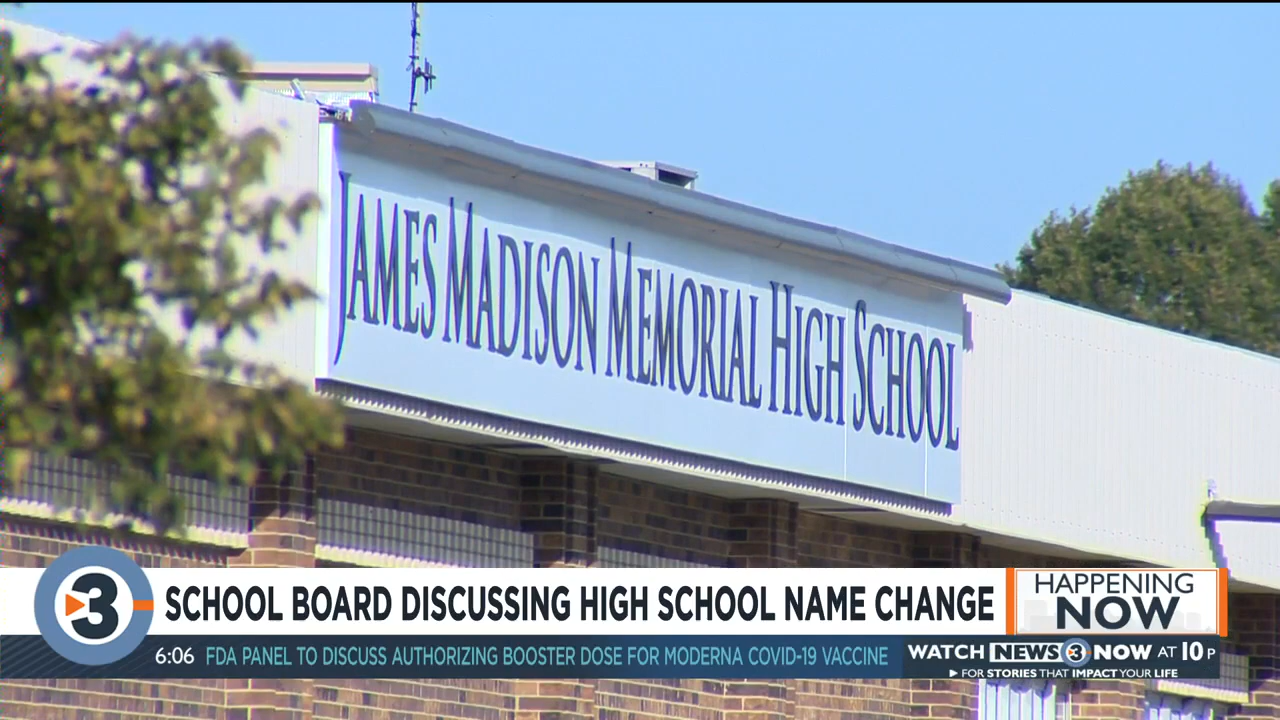 JAMES MADISON MEMORIAL HIGH SCHOOL
3 SCHOOL BOARD DISCUSSING HIGH SCHOOL NAME CHANGE
HAPPENING
NOW
6:06 FDA PANEL TO DISCUSS AUTHORIZING BOOSTER DOSE FOR MODERNA COVID-19 VACCINE
WATCH NEWS 3 NOW AT 10P
FOR STORIES THAT IMPACT YOUR LIFE